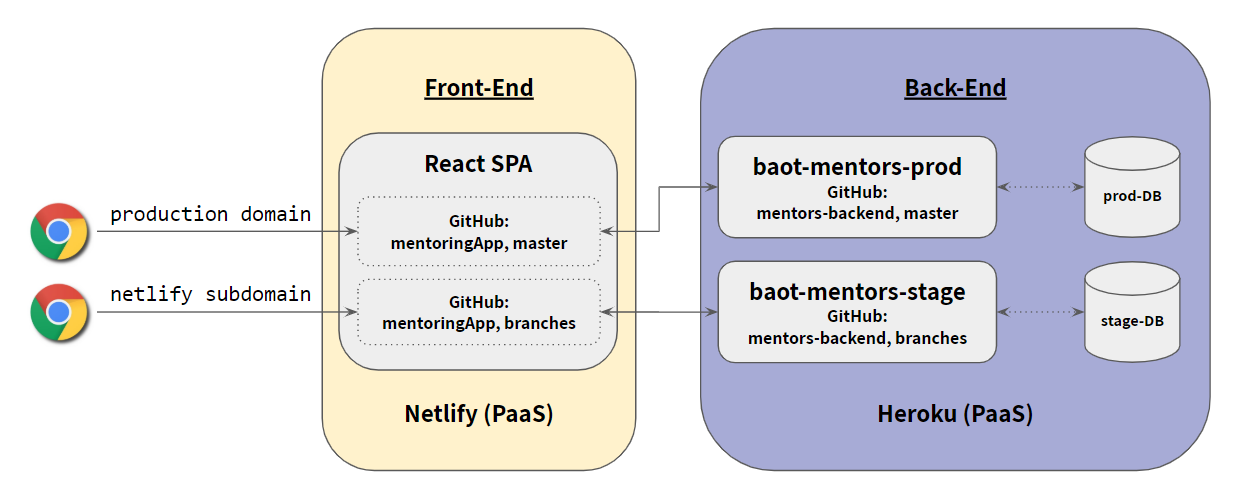 Front-End
Back-End
React SPA
production domain
GitHub:
mentoringApp, master
netlify subdomain
GitHub:
mentoringApp, branches
Netlify (PaaS)
baot-mentors-prod
GitHub:
mentors-backend, master
prod-DB
baot-mentors-stage
GitHub:
mentors-backend, branches
stage-DB
Heroku (PaaS)